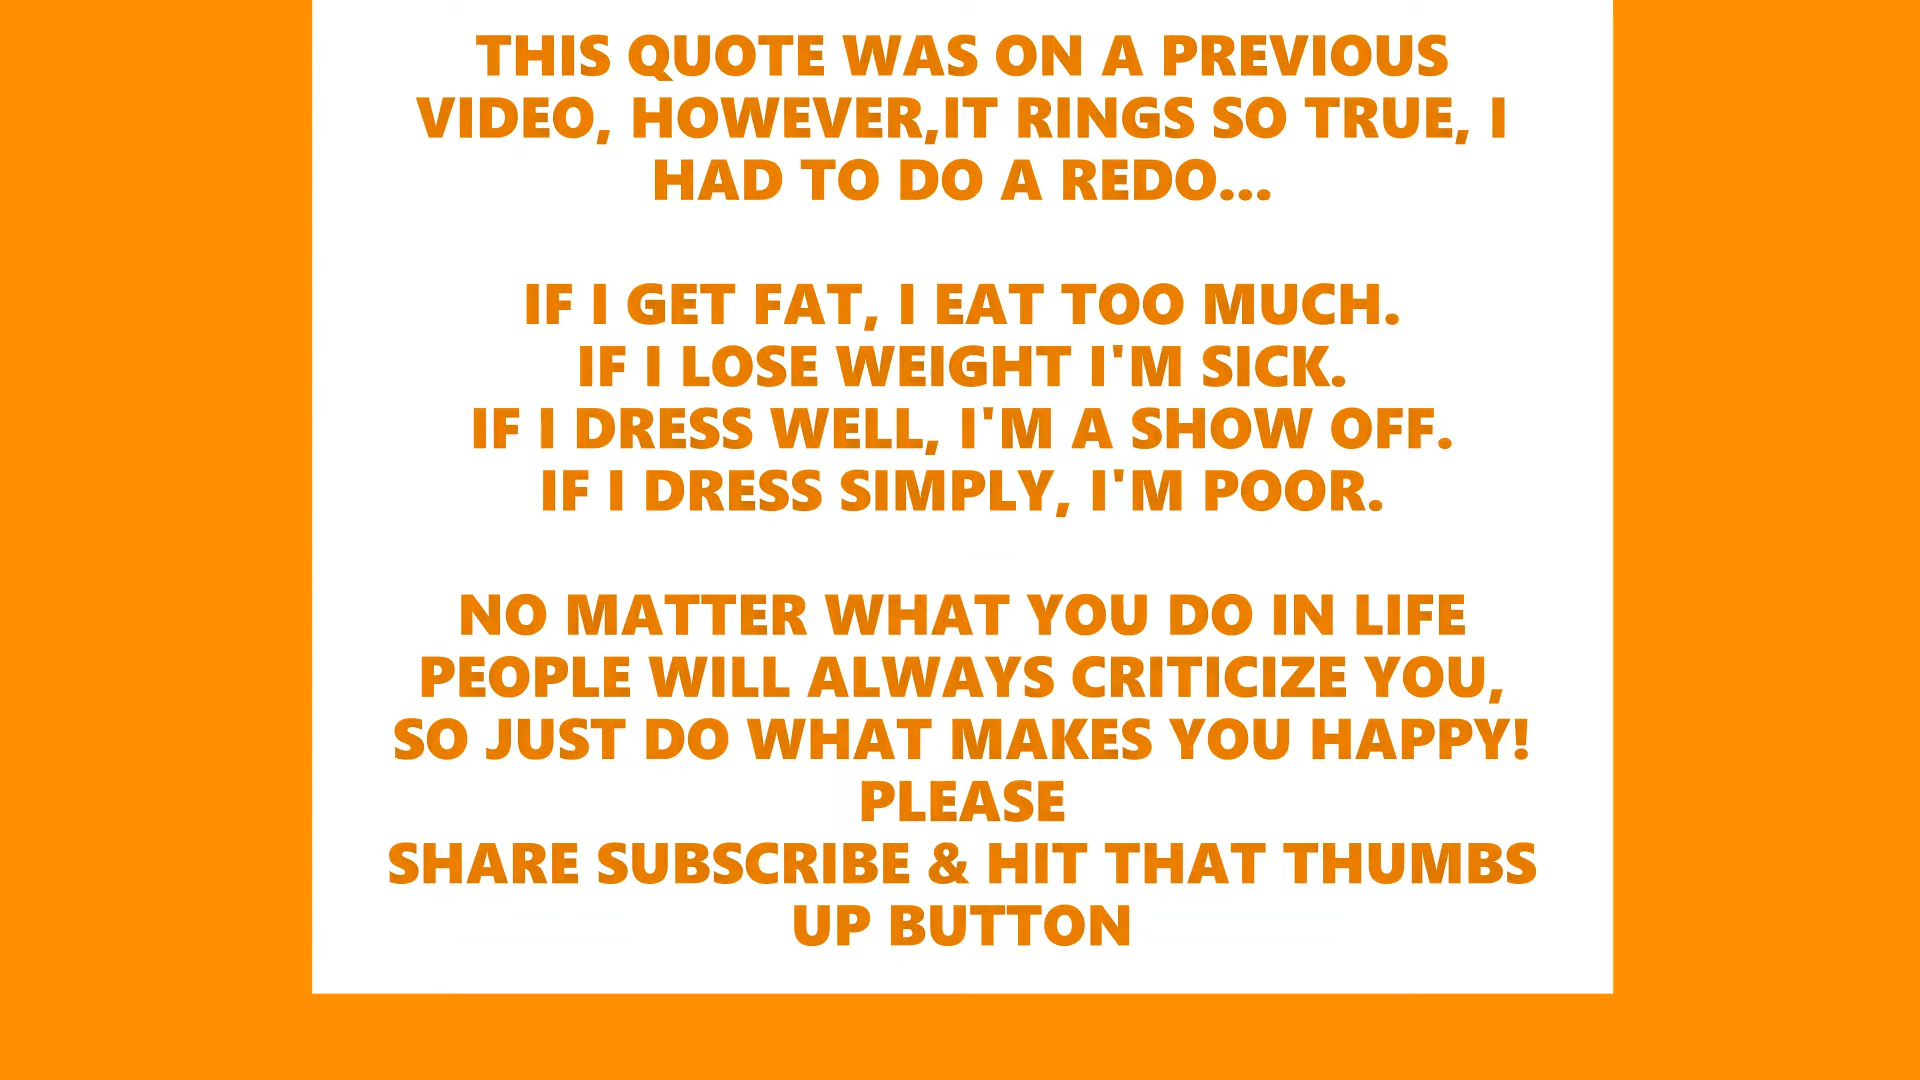 THIS QUOTE WAS ON A PREVIOUS
VIDEO, HOWEVER,IT RINGS SO TRUE, I
HAD TO DO A REDO...
IF I GET FAT, I EAT TOO MUCH.
IF I LOSE WEIGHT I'M SICK.
IF I DRESS WELL, I'M A SHOW OFF.
IF I DRESS SIMPLY, I'M POOR.
NO MATTER WHAT YOU DO IN LIFE
PEOPLE WILL ALWAYS CRITICIZE YOU,
SO JUST DO WHAT MAKES YOU HAPPY!
PLEASE
SHARE SUBSCRIBE & HIT THAT THUMBS
UP BUTTON